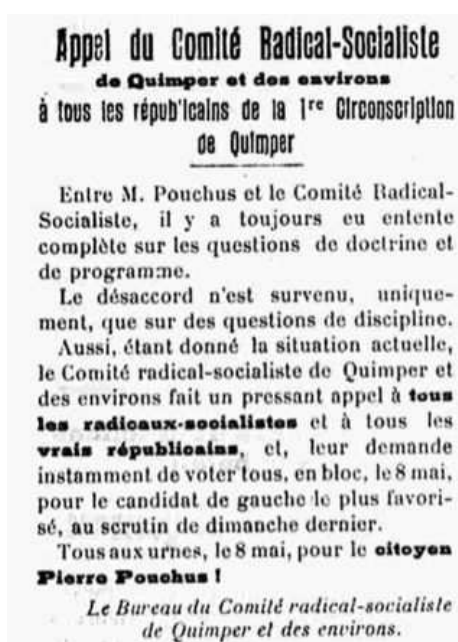 Appel du Comité Radical-Socialiste
de Quimper et des environs
à tous les répub'icains de la 1re Circonscription
de Quimper
Entre M. Pouchus et le Comité Radical-
Socialiste, il y a toujours eu entente
complète sur les questions de doctrine et
de programme.
Le désaccord n'est survenu, unique-
ment, que sur des questions de discipline.
Aussi, étant donné la situation actuelle,
le Comité radical-socialiste de Quimper et
des environs fait un pressant appel à tous
les radicaux-socialistes et à tous les
vrais républicains, et, leur demande
instamment de voter tous, en bloc, le 8 mai,
pour le candidat de gauche le plus favori-
sé, au scrutin de dimanche dernier.
Tous aux urnes, le 8 mai, pour le citoyen
Pierre Pouchus !
Le Bureau du Comité radical-socialiste
de Quimper et des environs.